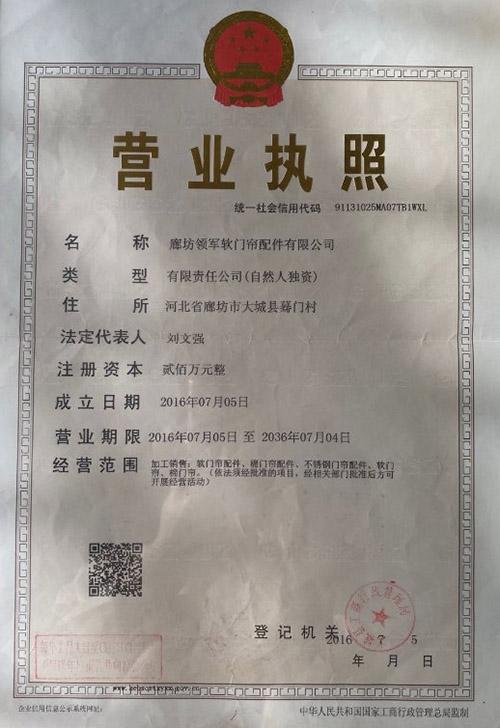 营业执照
统一社会信用代码 91131025MA07TB1WXL
名 称 廊坊领军软门帘配件有限公司
类 型 有限责任公司(自然人独资)
住 所 河北省廊坊市大城县蔡门村
法定代表人 刘文强
注册资本 贰佰万元整
成立日期 2016年07月05日
营业期限 2016年07月05日 至 2036年07月04日
经营范围 加工销售：软门帘配件、棉门帘配件、不锈钢门帘配件、软门
帘、棉门帘。（依法须经批准的项目，经相关部门批准后方可
开展经营活动）
登记机关
2016 7 5
年 月 日
企业信用信息公示系统网址：
中华人民共和国国家工商行政管理总局监制